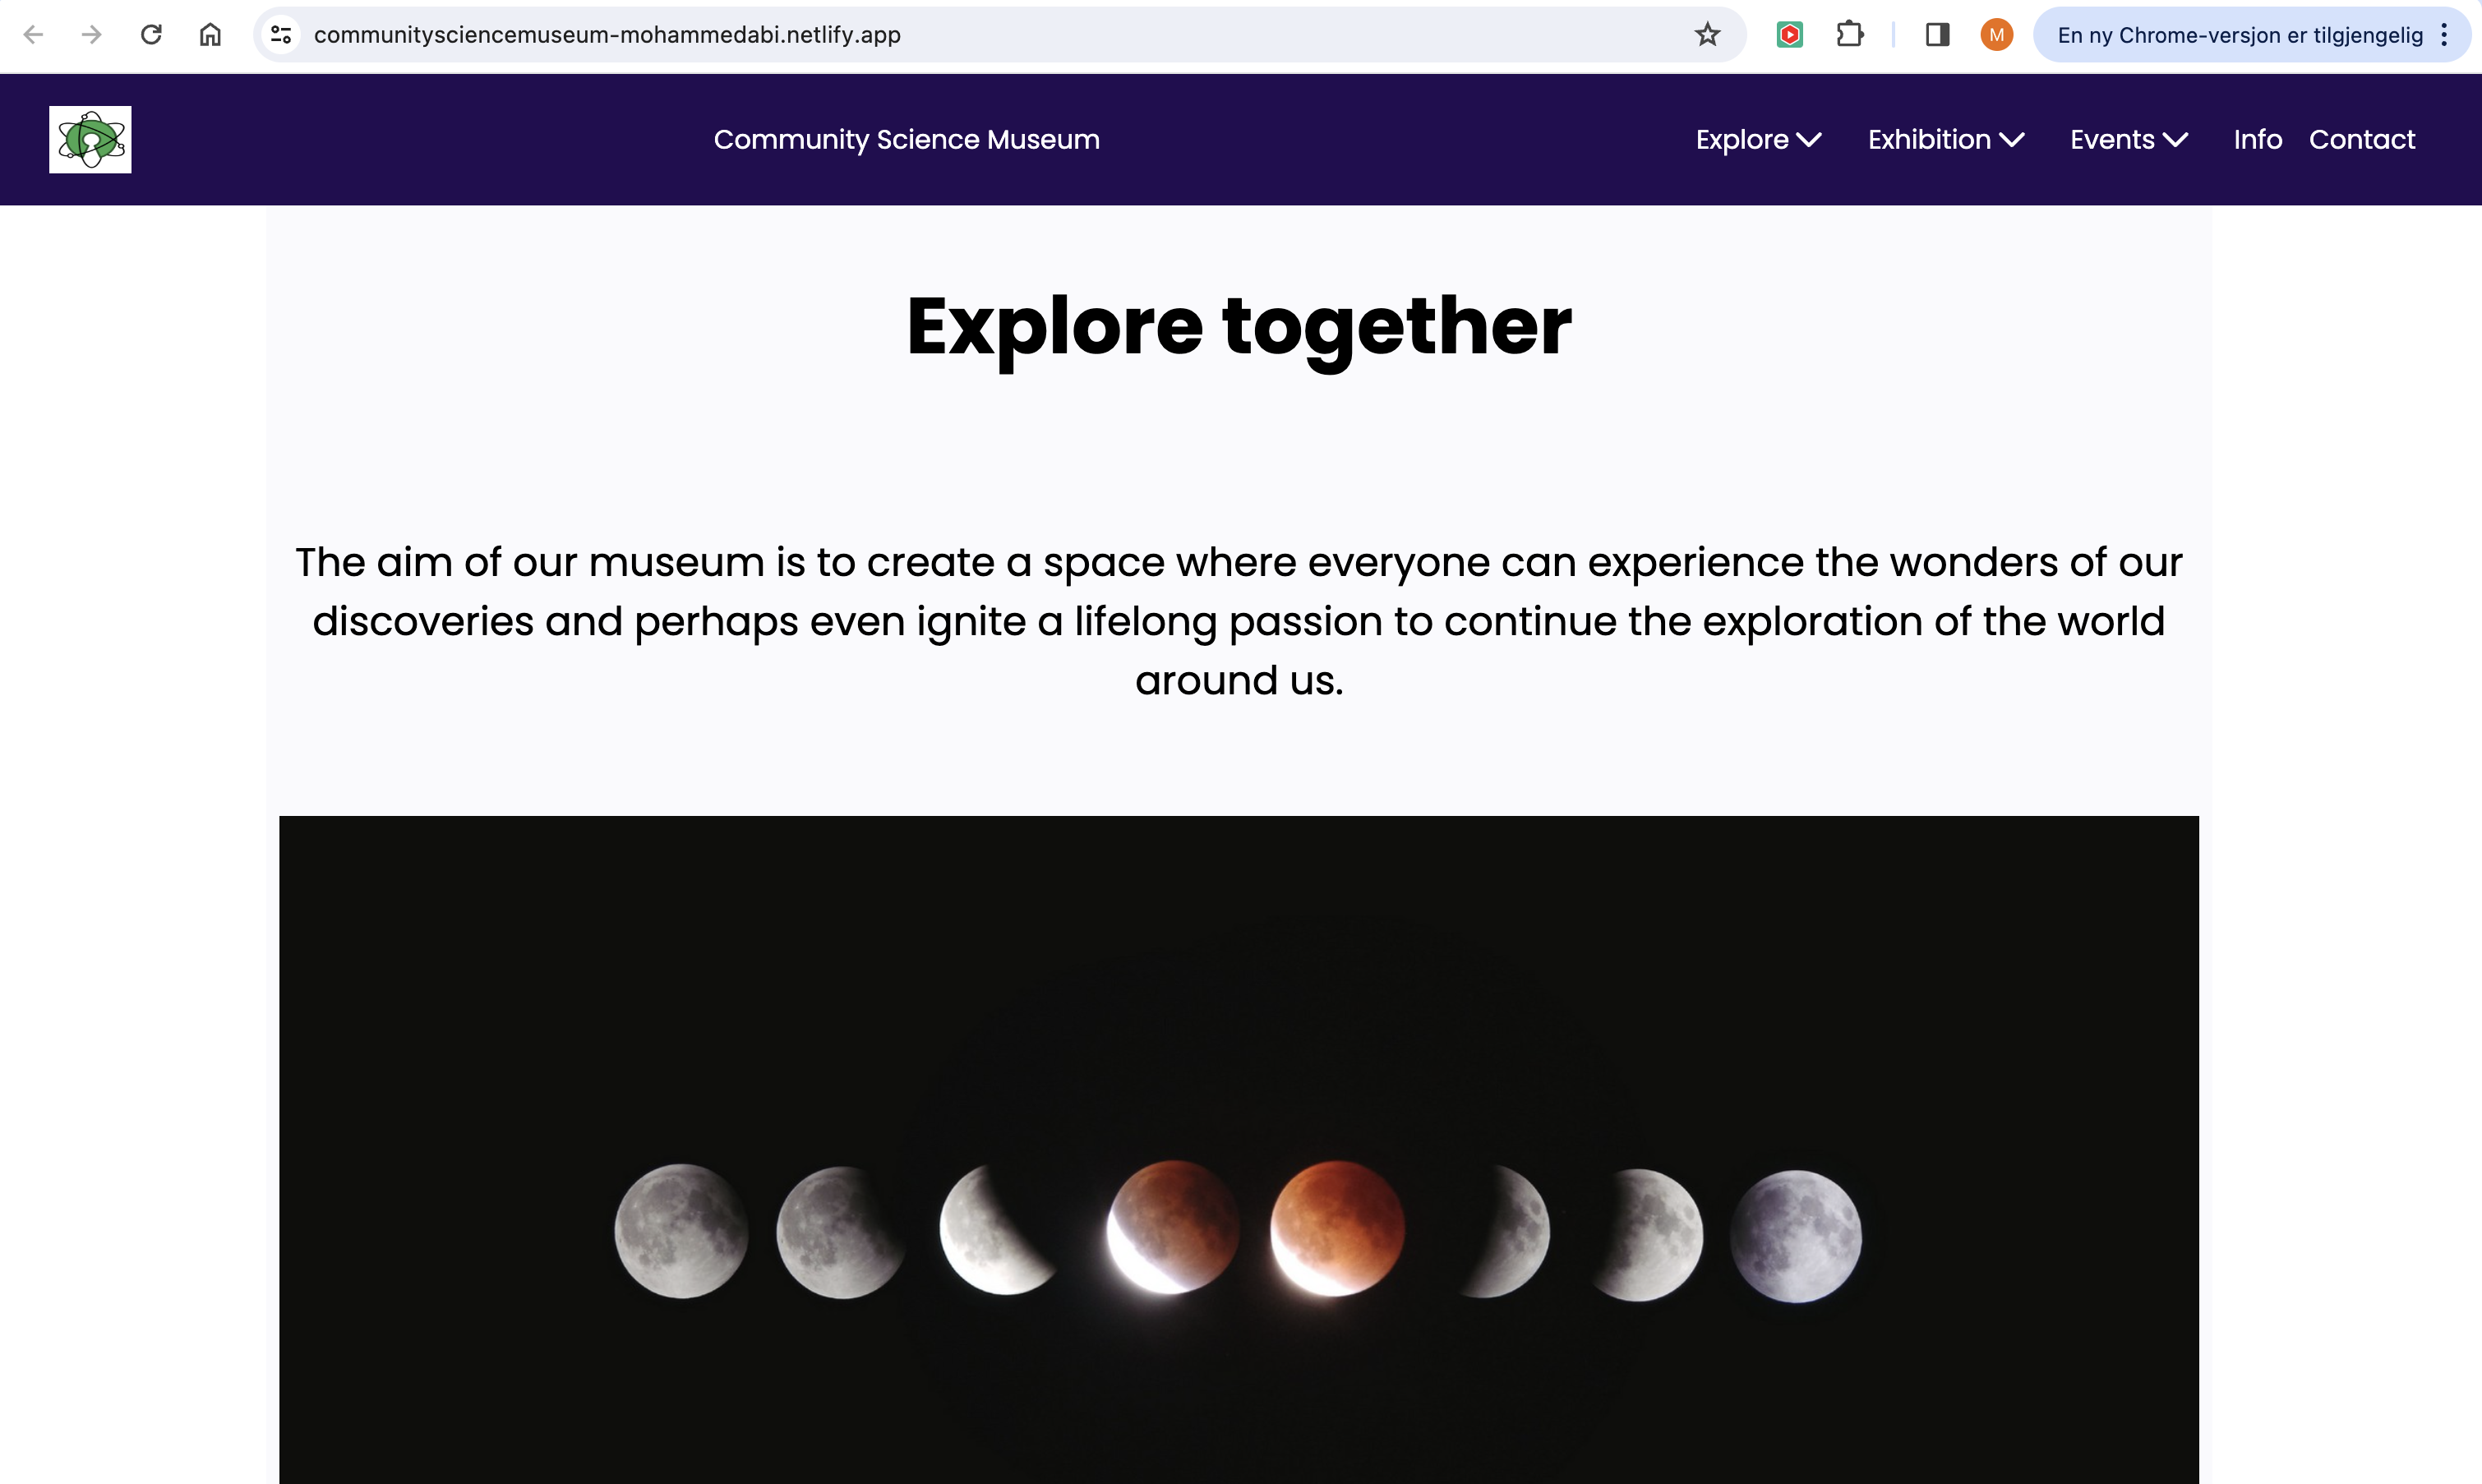 communitysciencemuseum-mohammedabi.netlify.app
M
En ny Chrome-versjon er tilgjengelig
Community Science Museum
Explore
Exhibition
Events
Info
Contact
Explore together
The aim of our museum is to create a space where everyone can experience the wonders of our
discoveries and perhaps even ignite a lifelong passion to continue the exploration of the world
around us.